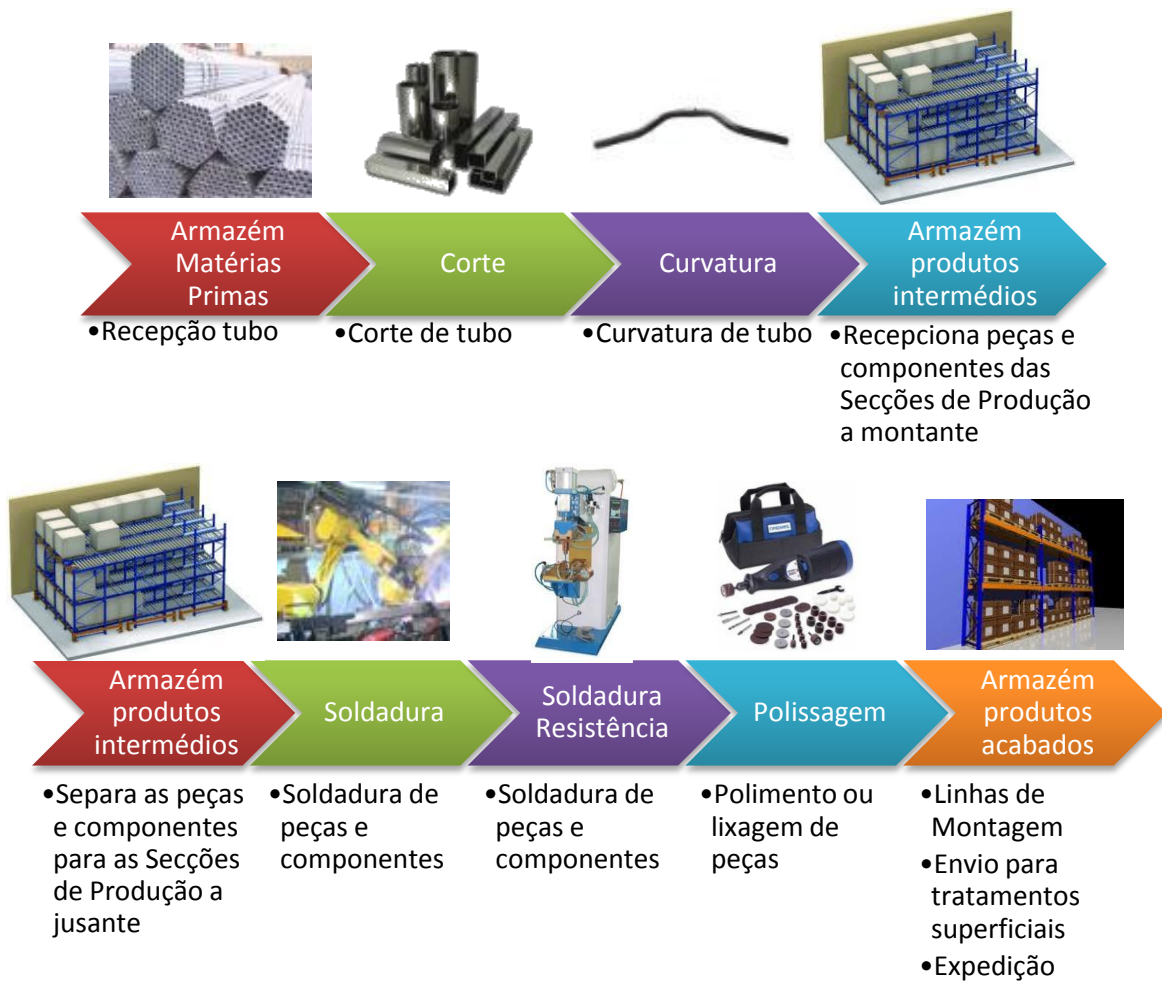 Armazém
Matérias
Primas
Corte
Curvatura
Armazém
produtos
intermédios
•Recepção tubo
•Corte de tubo
•Curvatura de tubo
•Recepciona peças e
componentes das
Secções de Produção
a montante
Armazém
produtos
intermédios
Soldadura
Soldadura
Resistência
Polissagem
Armazém
produtos
acabados
•Separa as peças
e componentes
para as Secções
de Produção a
jusante
•Soldadura de
peças e
componentes
•Soldadura de
peças e
componentes
•Polimento ou
lixagem de
peças
•Linhas de
Montagem
•Envio para
tratamentos
superficiais
•Expedição